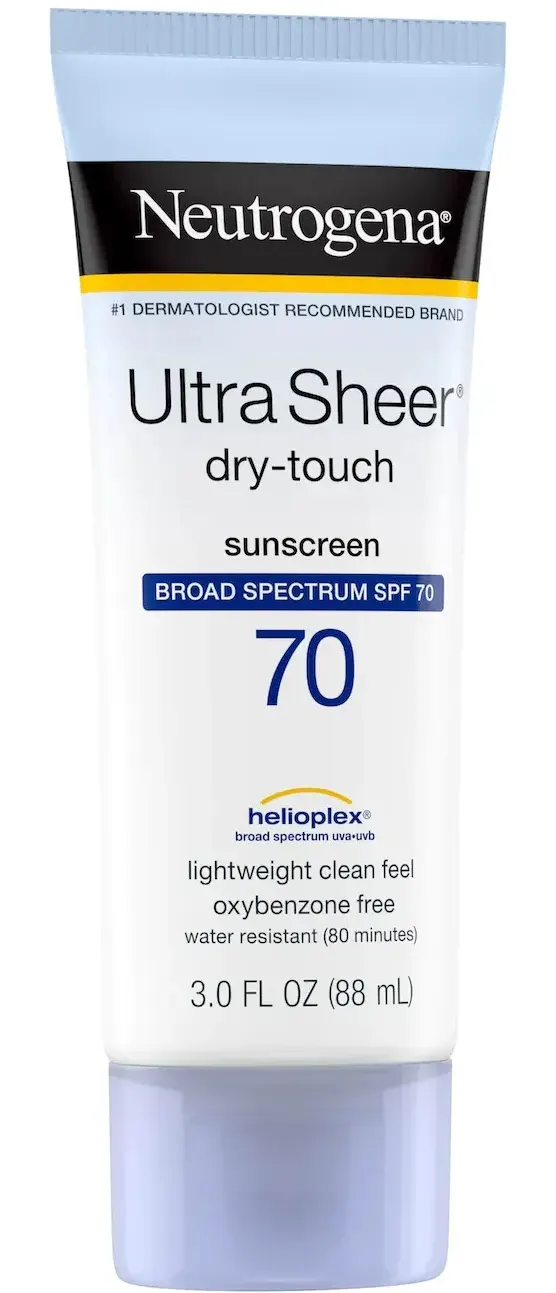 Neutrogena®
#1 DERMATOLOGIST RECOMMENDED BRAND
Ultra Sheer®
dry-touch
sunscreen
BROAD SPECTRUM SPF 70
70
helioplex®
broad spectrum uva•uvb
lightweight clean feel
oxybenzone free
water resistant (80 minutes)
3.0 FL OZ (88 mL)